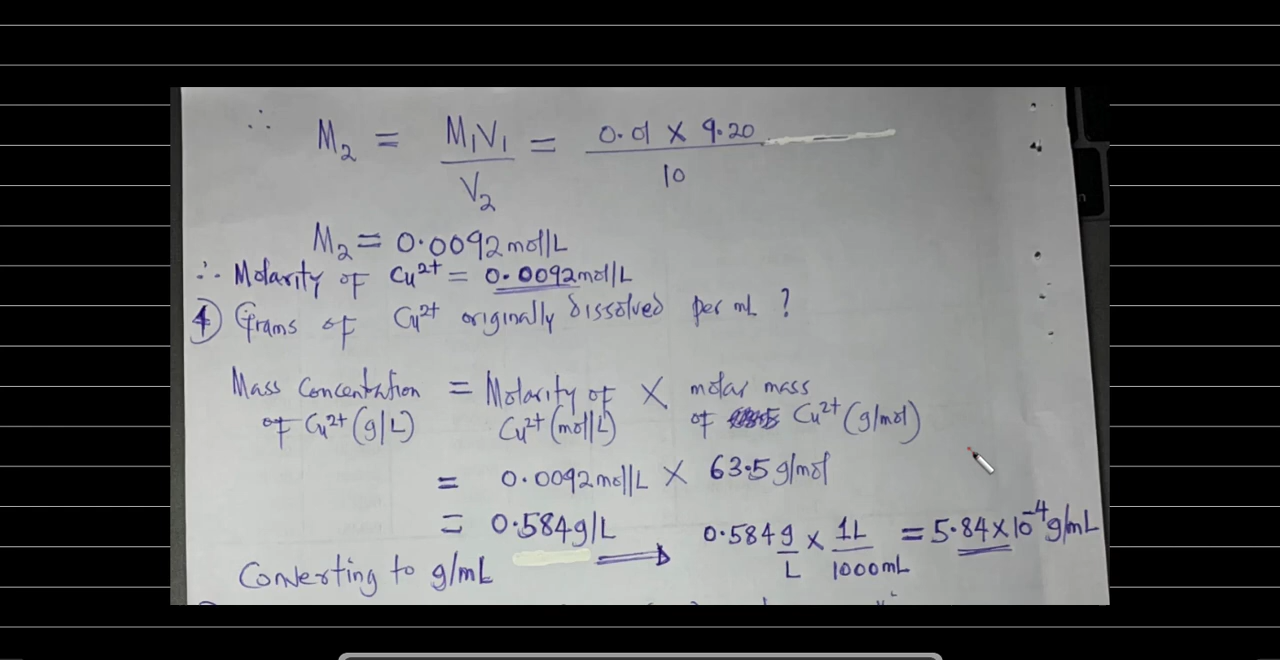 ∴ M₂ = M₁V₁/V₂ = 0.01 × 9.20/10
M₂ = 0.0092 mol/L
∴ Molarity of Cu²⁺ = 0.0092 mol/L
④ Grams of Cu²⁺ originally dissolved per mL ?
Mass Concentration = Molarity of × molar mass
of Cu²⁺ (g/L) Cu²⁺ (mol/L) of Cu²⁺ (g/mol)
= 0.0092 mol/L × 63.5 g/mol
= 0.584 g/L ⟶ 0.584 g/L × 1L/1000mL = 5.84 × 10⁻⁴ g/mL
Converting to g/mL